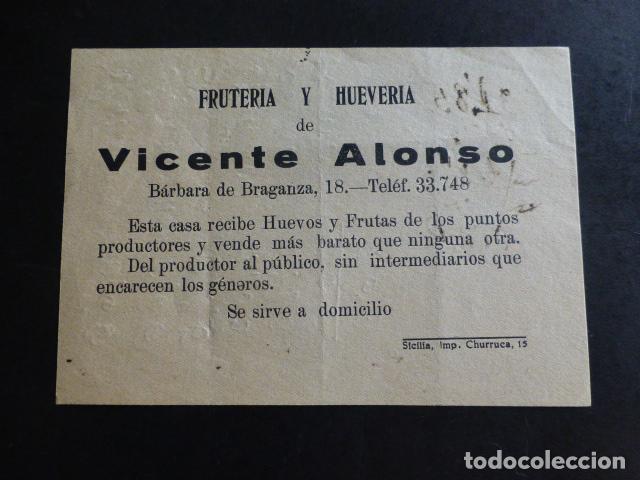 FRUTERIA Y HUEVERIA
de
Vicente Alonso
Bárbara de Braganza, 18.—Teléf. 33.748
Esta casa recibe Huevos y Frutas de los puntos
productores y vende más barato que ninguna otra.
Del productor al público, sin intermediarios que
encarecen los génəros.
Se sirve a domicilio
Sicilia, Imp. Churruca, 15
todocoleccion.net